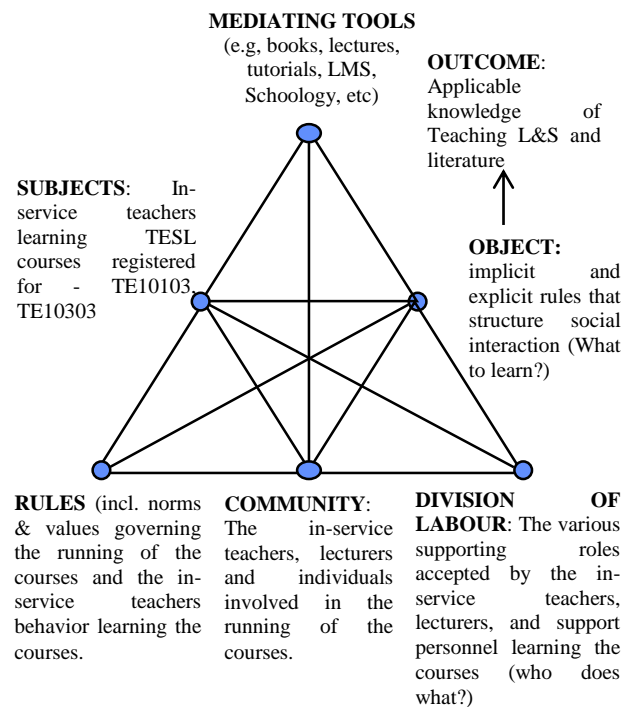 MEDIATING TOOLS
(e.g, books, lectures,
tutorials, LMS,
Schoology, etc)
OUTCOME:
Applicable
knowledge of
Teaching L&S and
literature
SUBJECTS: In-
service teachers
learning TESL
courses registered
for - TE10103,
TE10303
OBJECT:
implicit and
explicit rules that
structure social
interaction (What
to learn?)
RULES (incl. norms
& values governing
the running of the
courses and the in-
service teachers
behavior learning the
courses.
COMMUNITY:
The in-service
teachers, lecturers
and individuals
involved in the
running of the
courses.
DIVISION OF
LABOUR: The various
supporting roles
accepted by the in-
service teachers,
lecturers, and support
personnel learning the
courses (who does
what?)